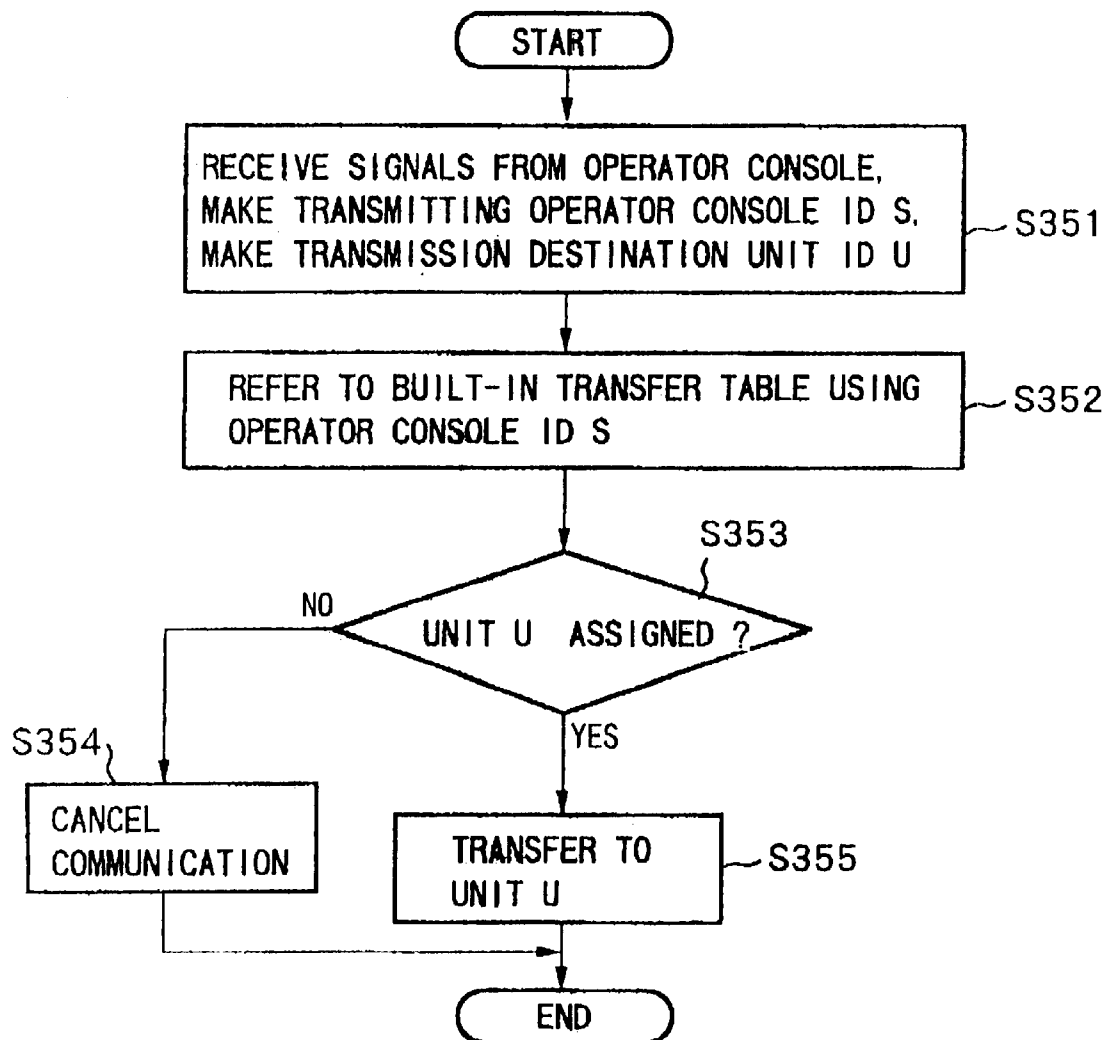 START
RECEIVE SIGNALS FROM OPERATOR CONSOLE,
MAKE TRANSMITTING OPERATOR CONSOLE ID S,
MAKE TRANSMISSION DESTINATION UNIT ID U
S351
REFER TO BUILT-IN TRANSFER TABLE USING
OPERATOR CONSOLE ID S
S352
S353
NO
UNIT U ASSIGNED ?
YES
S354
CANCEL
COMMUNICATION
TRANSFER TO
UNIT U
S355
END